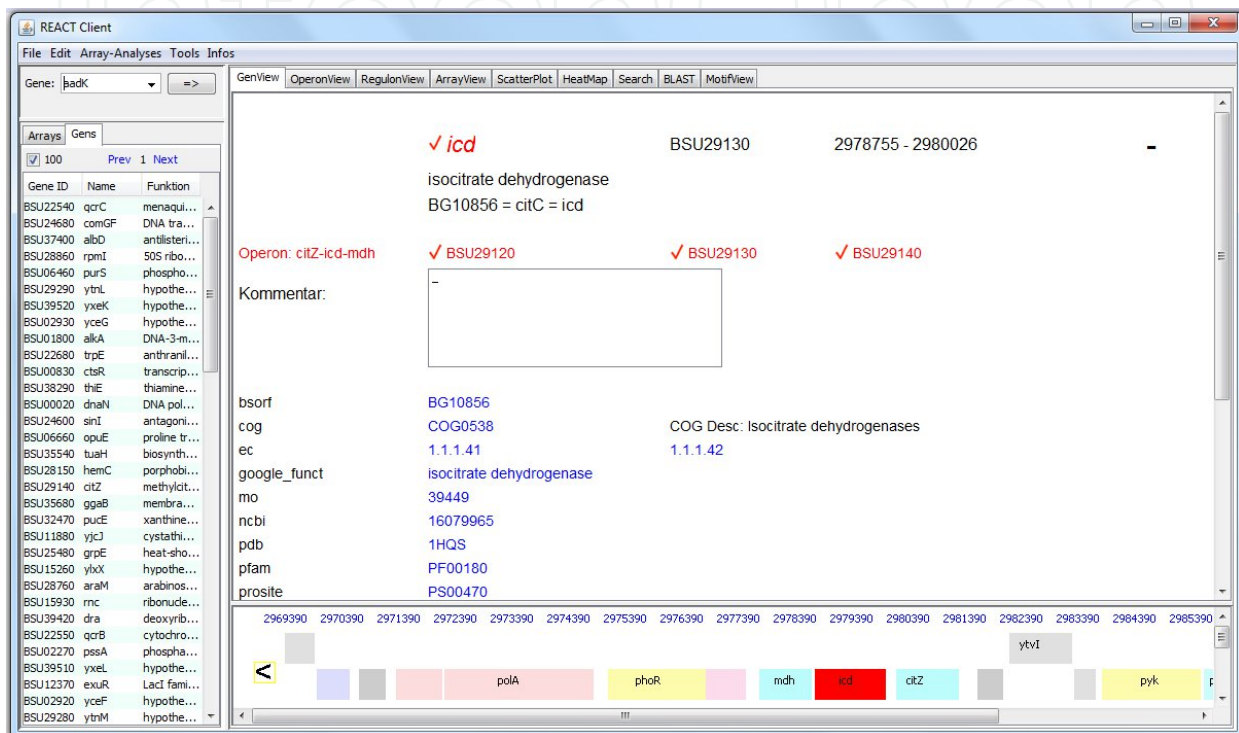 REACT Client
File Edit Array-Analyses Tools Infos
Gene: padK =>
GenView OperonView RegulonView ArrayView ScatterPlot HeatMap Search BLAST MotifView
Arrays Gens
100 Prev 1 Next
Gene ID Name Funktion
BSU22540 qcrC menaqui...
BSU24680 comGF DNA tra...
BSU37400 albD antilisteri...
BSU28860 rpmI 50S ribo...
BSU06460 purS phospho...
BSU29290 ytnL hypothe...
BSU39520 yxeK hypothe...
BSU02930 yceG hypothe...
BSU01800 alkA DNA-3-m...
BSU22680 trpE anthranil...
BSU00830 ctsR transcrip...
BSU38290 thiE thiamine...
BSU00020 dnaN DNA pol...
BSU24600 sinI antagoni...
BSU06660 opuE proline tr...
BSU35540 tuaH biosynth...
BSU28150 hemC porphobi...
BSU29140 citZ methylcit...
BSU35680 ggaB membra...
BSU32470 pucE xanthine...
BSU11880 yjcJ cystathi...
BSU25480 grpE heat-sho...
BSU15260 ylxX hypothe...
BSU28760 araM arabinos...
BSU15930 rnc ribonucle...
BSU39420 dra deoxyrib...
BSU22550 qcrB cytochro...
BSU02270 pssA phospha...
BSU39510 yxeL hypothe...
BSU12370 exuR LacI fami...
BSU02920 yceF hypothe...
BSU29280 ytnM hypothe...
✓ icd BSU29130 2978755 - 2980026 -
isocitrate dehydrogenase
BG10856 = citC = icd
Operon: citZ-icd-mdh ✓ BSU29120 ✓ BSU29130 ✓ BSU29140
Kommentar: –
bsorf BG10856
cog COG0538 COG Desc: Isocitrate dehydrogenases
ec 1.1.1.41 1.1.1.42
google_funct isocitrate dehydrogenase
mo 39449
ncbi 16079965
pdb 1HQS
pfam PF00180
prosite PS00470
2969390 2970390 2971390 2972390 2973390 2974390 2975390 2976390 2977390 2978390 2979390 2980390 2981390 2982390 2983390 2984390 2985390
ytvI
< polA phoR mdh icd citZ pyk